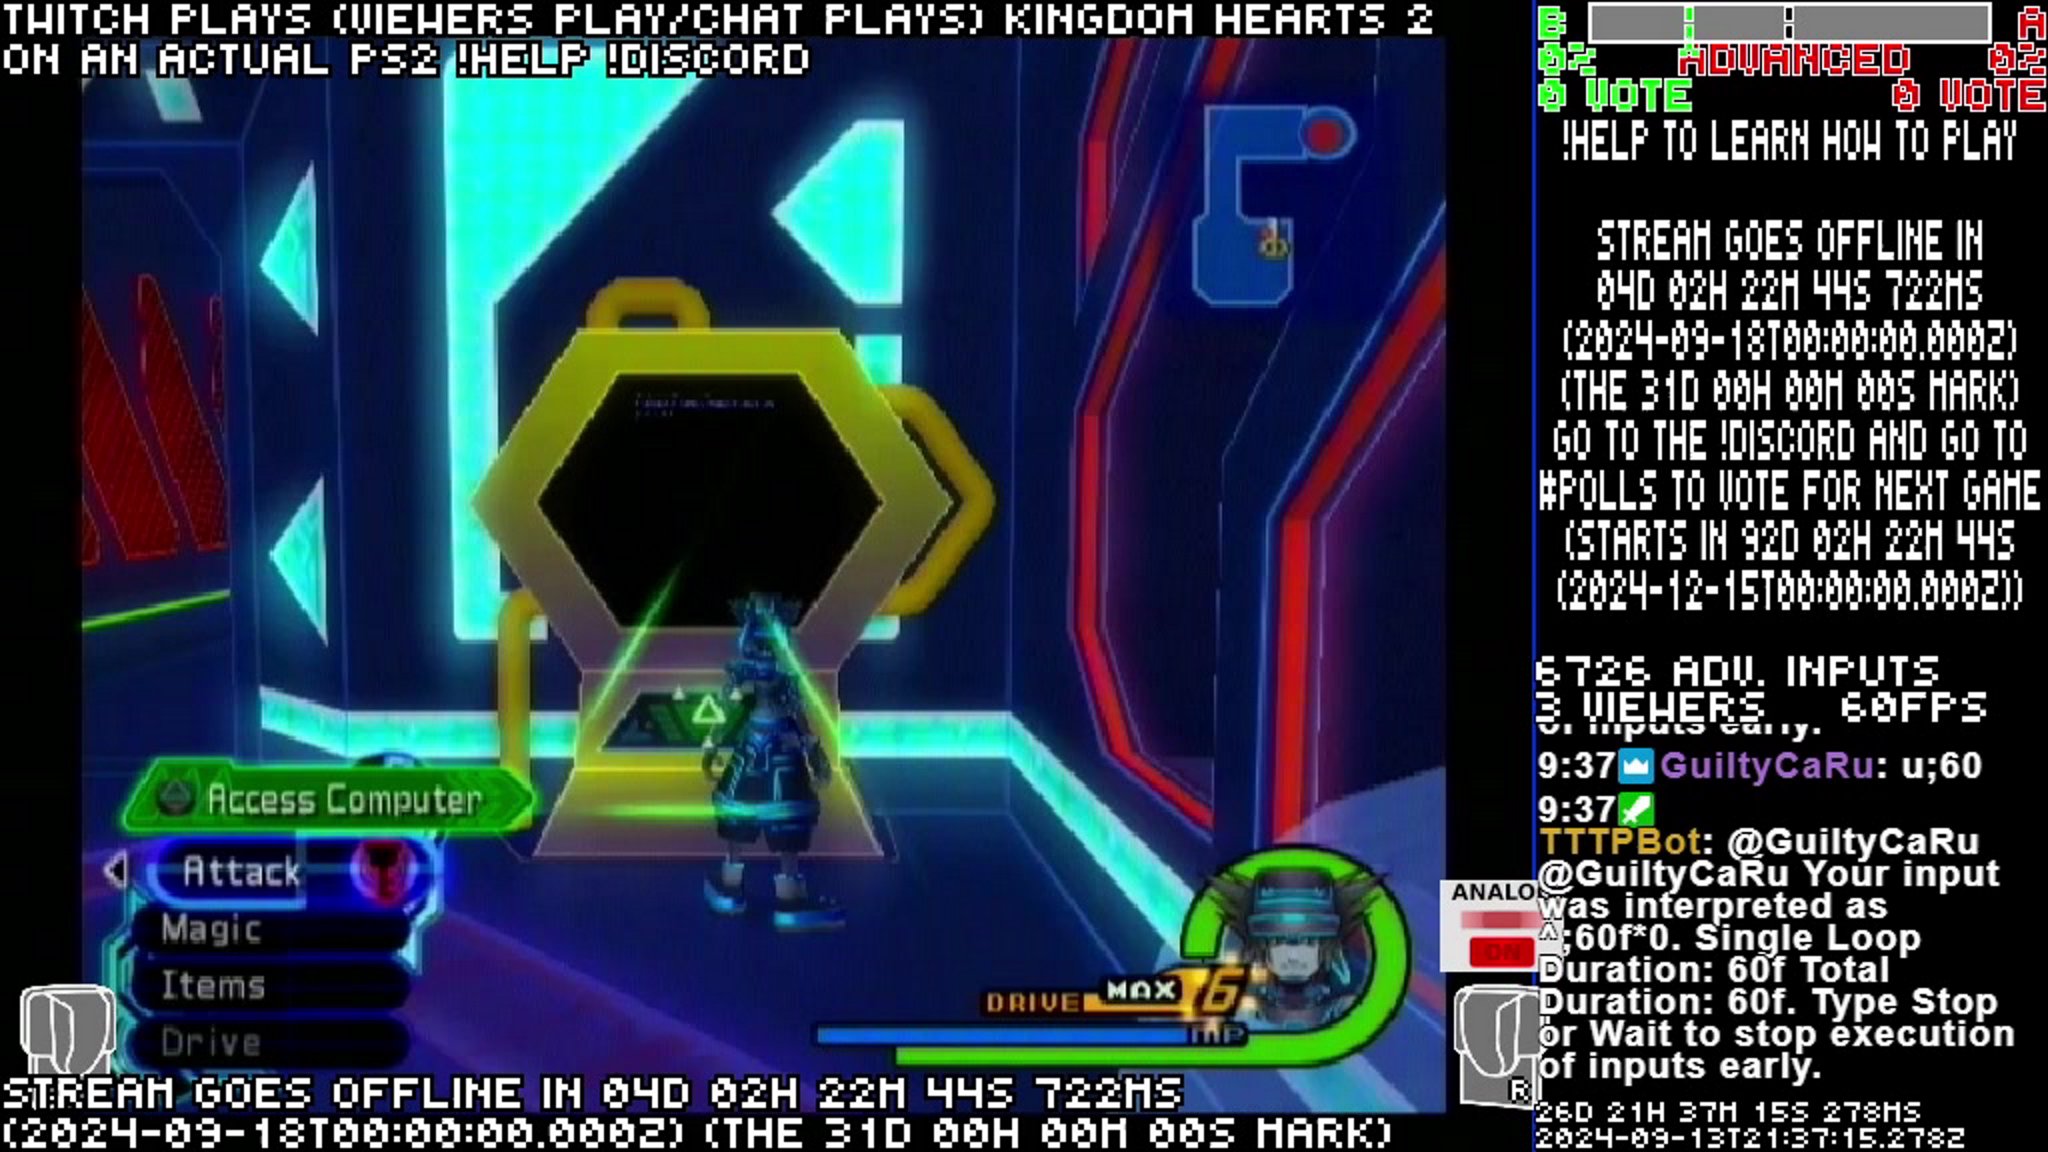 TWITCH PLAYS (VIEWERS PLAY/CHAT PLAYS) KINGDOM HEARTS 2
ON AN ACTUAL PS2 !HELP !DISCORD
Access Computer
Attack
Magic
Items
Drive
DRIVE MAX 6
MP
STREAM GOES OFFLINE IN 04D 02H 22M 44S 722MS
(2024-09-18T00:00:00.000Z) (THE 31D 00H 00M 00S MARK)
B A
0% ADVANCED 0%
0 VOTE 0 VOTE
!HELP TO LEARN HOW TO PLAY
STREAM GOES OFFLINE IN
04D 02H 22M 44S 722MS
(2024-09-18T00:00:00.000Z)
(THE 31D 00H 00M 00S MARK)
GO TO THE !DISCORD AND GO TO
#POLLS TO VOTE FOR NEXT GAME
(STARTS IN 92D 02H 22M 44S
(2024-12-15T00:00:00.000Z))
6726 ADV. INPUTS
3 VIEWERS 60FPS
inputs early.
9:37 GuiltyCaRu: u;60
9:37
TTTPBot: @GuiltyCaRu
@GuiltyCaRu Your input
was interpreted as
^;60f*0. Single Loop
Duration: 60f Total
Duration: 60f. Type Stop
or Wait to stop execution
of inputs early.
26D 21H 37M 15S 278MS
2024-09-13T21:37:15.278Z
ANALO
ON
R